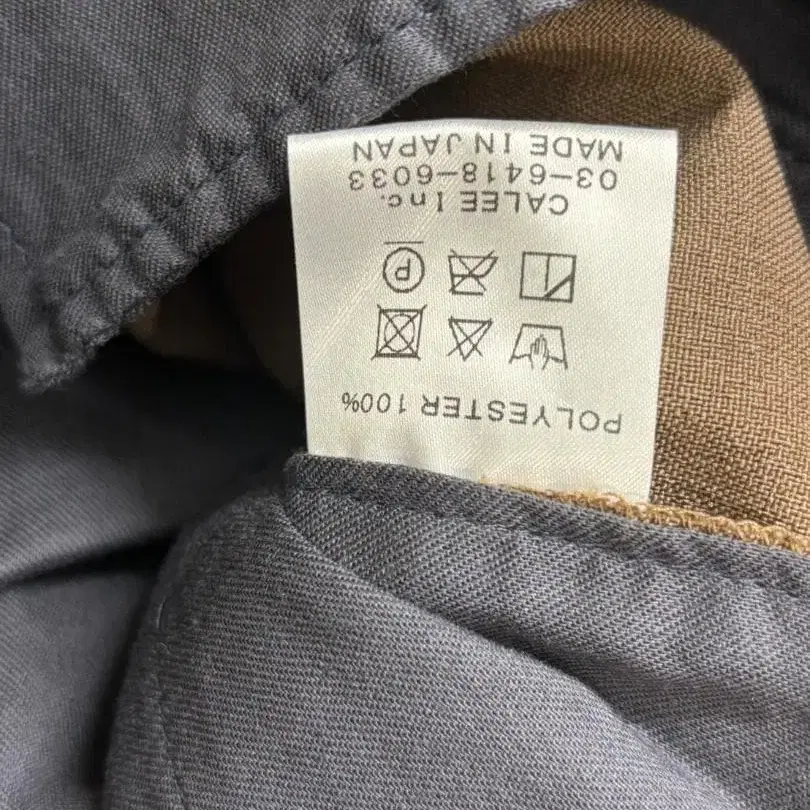 POLYESTER 100%
P
CALEE Inc.
03-6418-6033
MADE IN JAPAN